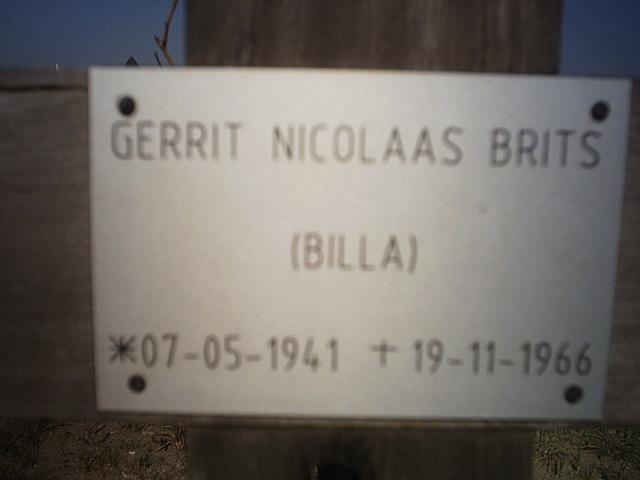 GERRIT NICOLAAS BRITS
(BILLA)
*07-05-1941 +19-11-1966